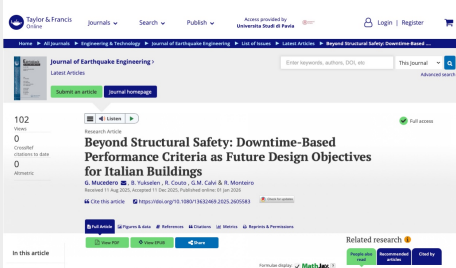 Taylor & Francis
Online
Journals
Search
Publish
Access provided by
Universita Studi di Pavia
Login | Register
Home All Journals Engineering & Technology Journal of Earthquake Engineering List of Issues Latest Articles Beyond Structural Safety: Downtime-Based ....
Journal of Earthquake Engineering >
Latest Articles
Enter keywords, authors, DOI, etc
This Journal
Advanced search
Submit an article
Journal homepage
102
Views
0
CrossRef
citations to date
0
Altmetric
Listen
Full access
Research Article
Beyond Structural Safety: Downtime-Based
Performance Criteria as Future Design Objectives
for Italian Buildings
G. Mucedero, B. Yukselen, R. Couto, G.M. Calvi & R. Monteiro
Received 11 Aug 2025, Accepted 11 Dec 2025, Published online: 01 Jan 2026
Cite this article
https://doi.org/10.1080/13632469.2025.2605583
Check for updates
Full Article
Figures & data
References
Citations
Metrics
Reprints & Permissions
View PDF
View EPUB
Share
Related research
People also
read
Recommended
articles
Cited by
In this article
Formulae display:
MathJax